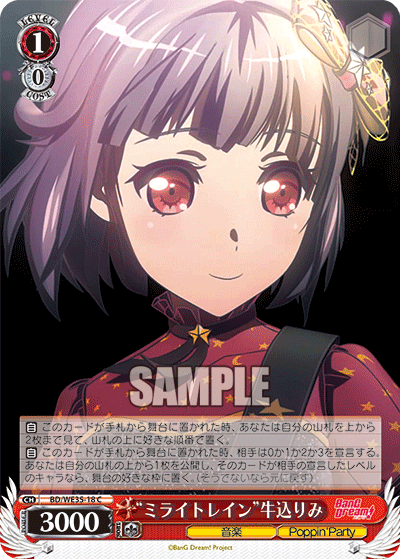 LEVEL
1
0
COST
SAMPLE
自 このカードが手札から舞台に置かれた時、あなたは自分の山札を上から
2枚まで見て、山札の上に好きな順番で置く。
自 このカードが手札から舞台に置かれた時、相手は0か1か2か3を宣言する。
あなたは自分の山札の上から1枚を公開し、そのカードが相手の宣言したレベル
のキャラなら、舞台の好きな枠に置く。(そうでないなら元に戻す)
CH BD/WE35-18 C
"ミライトレイン"牛込りみ
BanG Dream!
3000
音楽
Poppin'Party
©BanG Dream! Project